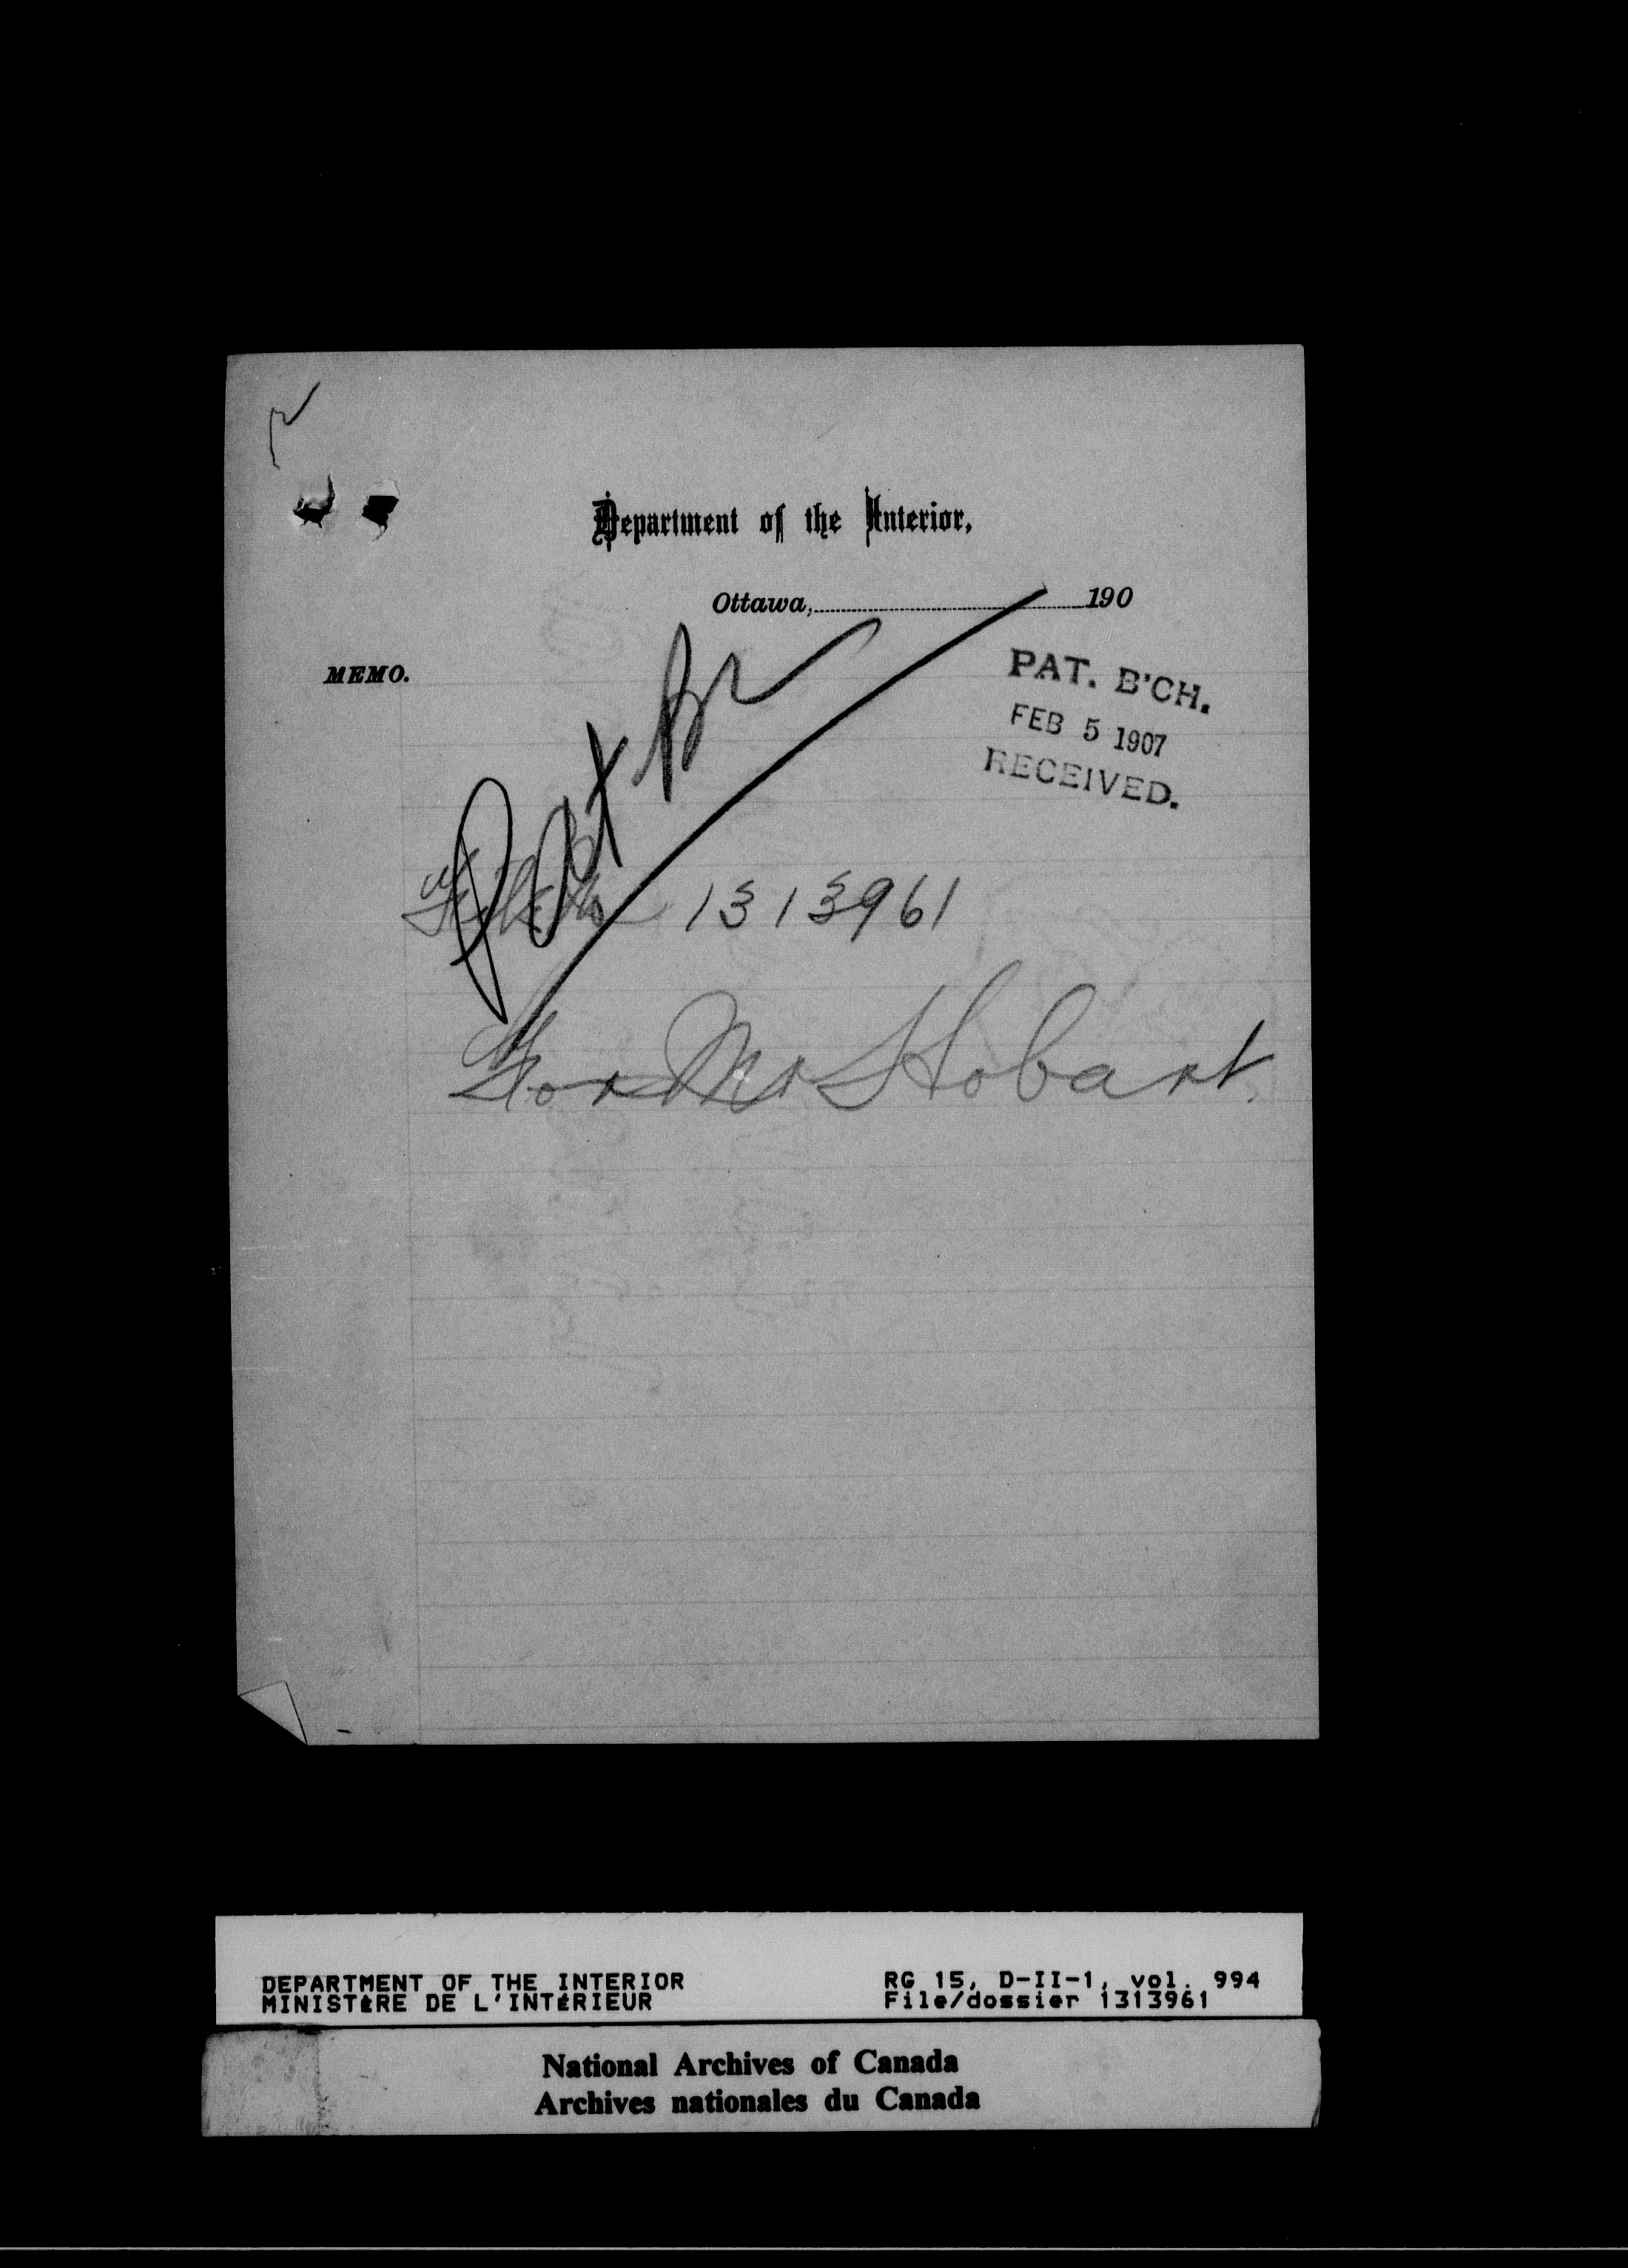 Department of the Interior,
Ottawa, 190
MEMO.
PAT. B'CH.
FEB 5 1907
RECEIVED.
Pat Br
File No 1313961
For Mr Hobart.
DEPARTMENT OF THE INTERIOR
MINISTÈRE DE L'INTÉRIEUR
RG 15, D-II-1, vol. 994
File/dossier 1313961
National Archives of Canada
Archives nationales du Canada